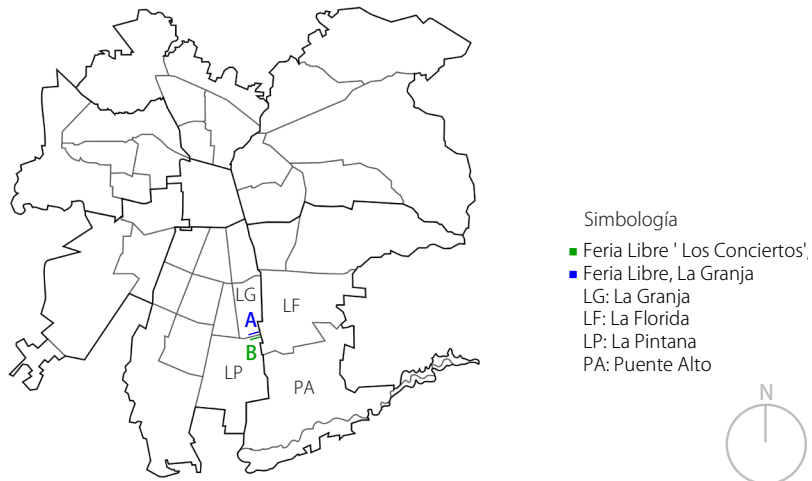 LG
LF
A
B
LP
PA
Simbología
Feria Libre ' Los Conciertos',
Feria Libre, La Granja
LG: La Granja
LF: La Florida
LP: La Pintana
PA: Puente Alto
N